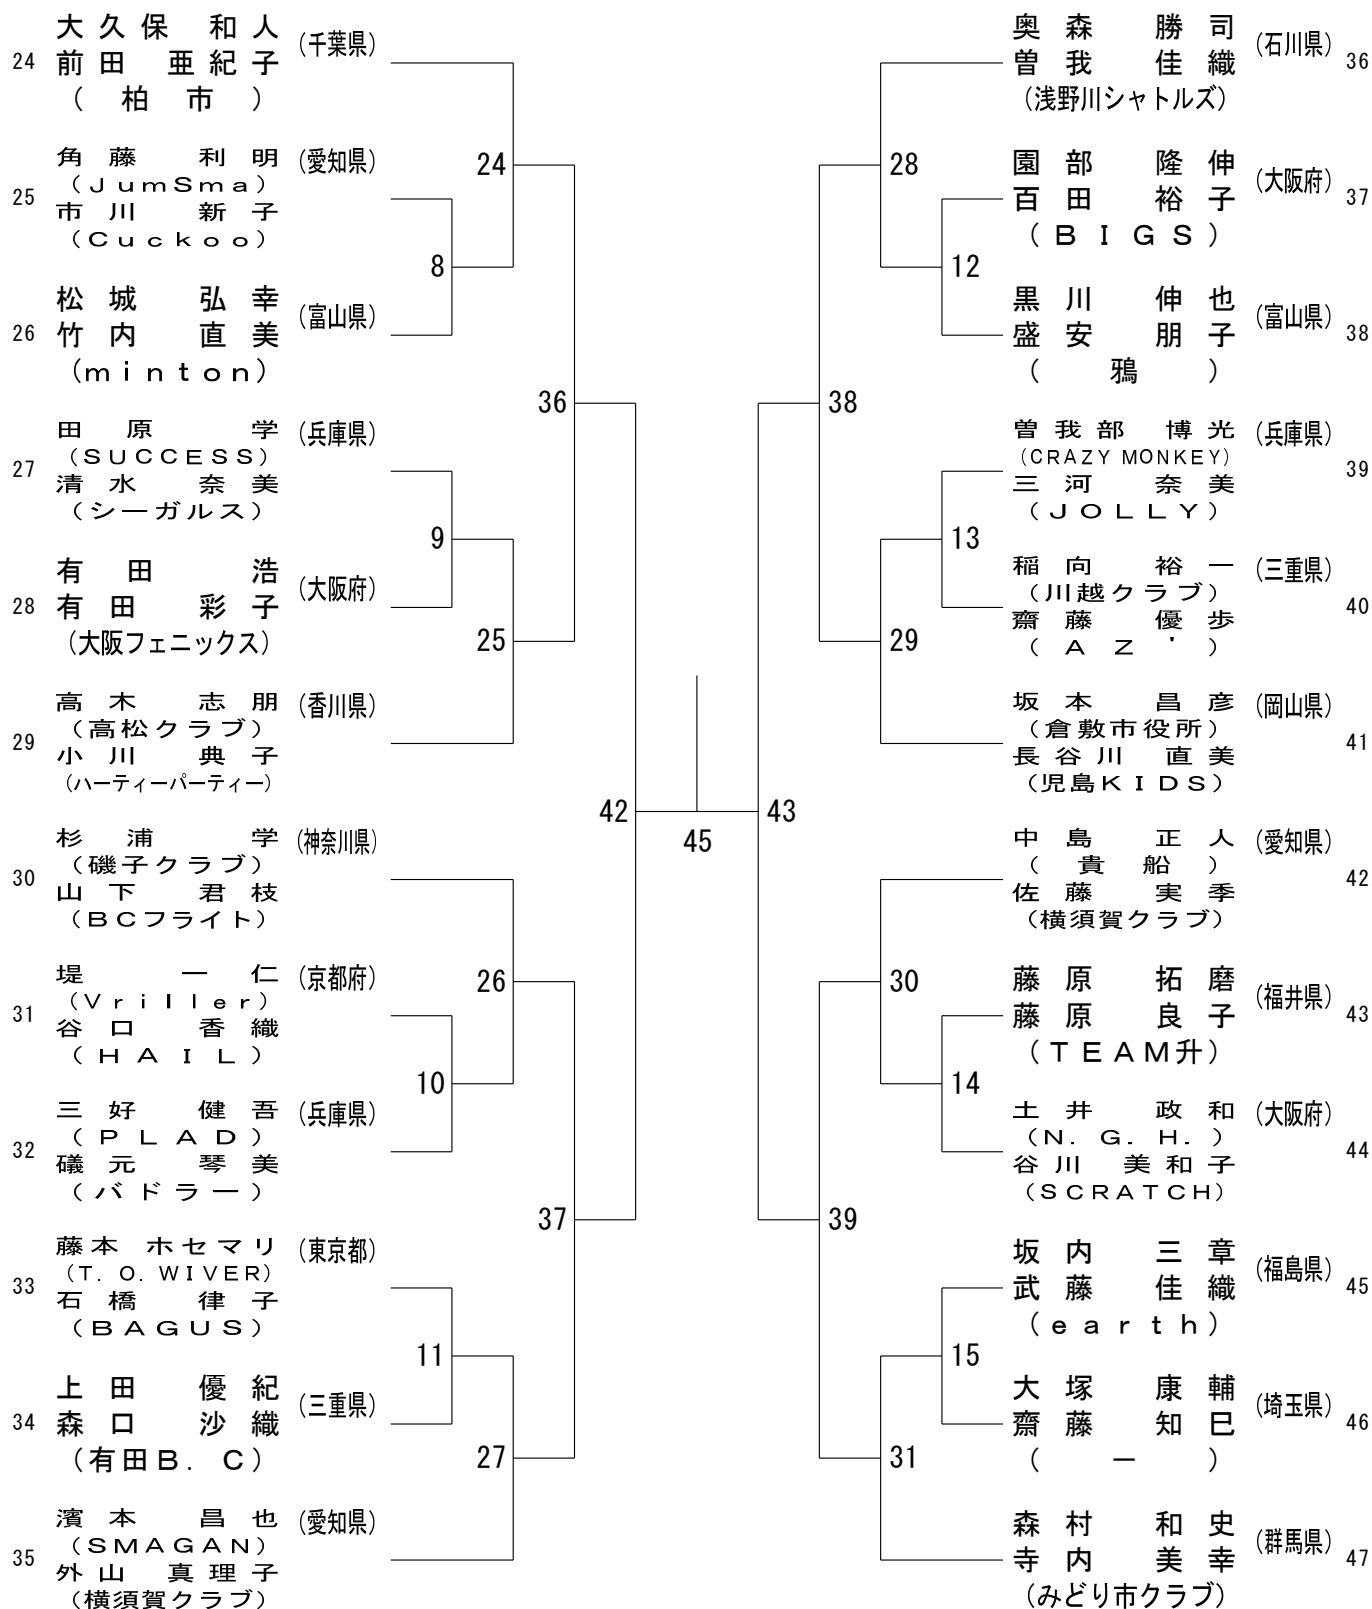 24
大久保 和人
前田 亜紀子
(柏市)
(千葉県)
25
角藤 利明
(JumSma)
市川 新子
(Cuckoo)
(愛知県)
26
松城 弘幸
竹内 直美
(minton)
(富山県)
27
田原 学
(SUCCESS)
清水 奈美
(シーガルス)
(兵庫県)
28
有田 浩
有田 彩子
(大阪フェニックス)
(大阪府)
29
高木 志朋
(高松クラブ)
小川 典子
(ハーティーパーティー)
(香川県)
30
杉浦 学
(磯子クラブ)
山下 君枝
(BCフライト)
(神奈川県)
31
堤 一仁
(Vriller)
谷口 香織
(HAIL)
(京都府)
32
三好 健吾
(PLAD)
礒元 琴美
(バドラー)
(兵庫県)
33
藤本 ホセマリ
(T.O.WIVER)
石橋 律子
(BAGUS)
(東京都)
34
上田 優紀
森口 沙織
(有田B.C)
(三重県)
35
濱本 昌也
(SMAGAN)
外山 真理子
(横須賀クラブ)
(愛知県)
24
8
36
9
25
42
26
10
37
11
27
45
43
28
12
38
13
29
30
14
39
15
31
奥森 勝司
曽我 佳織
(浅野川シャトルズ)
(石川県)
36
園部 隆伸
百田 裕子
(BIGS)
(大阪府)
37
黒川 伸也
盛安 朋子
(鴉)
(富山県)
38
曽我部 博光
(CRAZY MONKEY)
三河 奈美
(JOLLY)
(兵庫県)
39
稲向 裕一
(川越クラブ)
齋藤 優歩
(AZ')
(三重県)
40
坂本 昌彦
(倉敷市役所)
長谷川 直美
(児島KIDS)
(岡山県)
41
中島 正人
(貴船)
佐藤 実季
(横須賀クラブ)
(愛知県)
42
藤原 拓磨
藤原 良子
(TEAM升)
(福井県)
43
土井 政和
(N.G.H.)
谷川 美和子
(SCRATCH)
(大阪府)
44
坂内 三章
武藤 佳織
(earth)
(福島県)
45
大塚 康輔
齋藤 知巳
(ー)
(埼玉県)
46
森村 和史
寺内 美幸
(みどり市クラブ)
(群馬県)
47